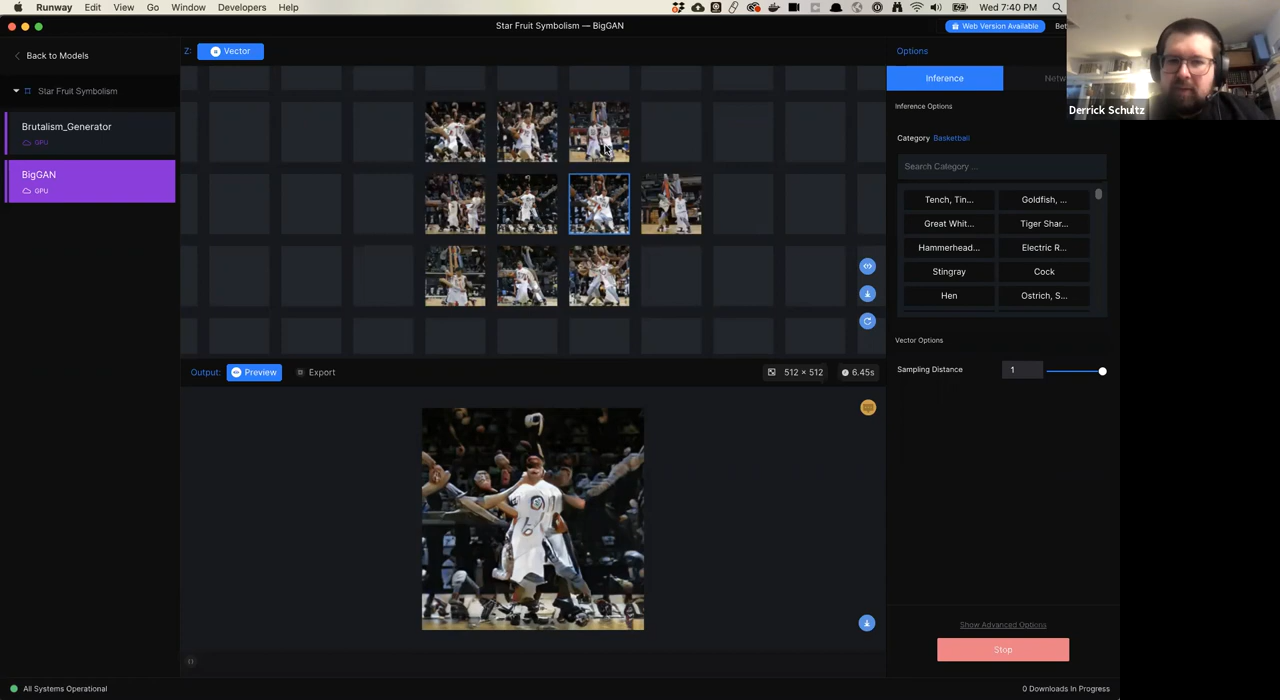 Runway File Edit View Go Window Developers Help Wed 7:40 PM
Star Fruit Symbolism — BigGAN
Web Version Available
Back to Models
Z: Vector
Options
Star Fruit Symbolism
Inference
Inference Options
Derrick Schultz
Brutalism_Generator
GPU
Category Basketball
Search Category ...
BigGAN
GPU
Tench, Tin... Goldfish, ...
Great Whit... Tiger Shar...
Hammerhead... Electric R...
Stingray Cock
Hen Ostrich, S...
Vector Options
Sampling Distance 1
Output: Preview Export 512 × 512 6.45s
Show Advanced Options
Stop
All Systems Operational
0 Downloads In Progress